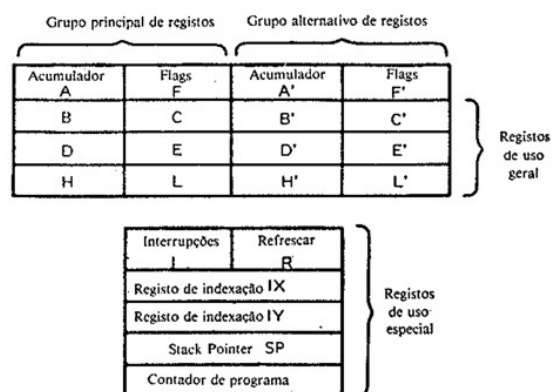 Grupo principal de registos Grupo alternativo de registos
Acumulador Flags Acumulador Flags
A F A' F'
B C B' C'
D E D' E'
H L H' L'
Registos
de uso
geral
Interrupções Refrescar
I R
Registo de indexação IX
Registo de indexação IY
Stack Pointer SP
Contador de programa
Registos
de uso
especial